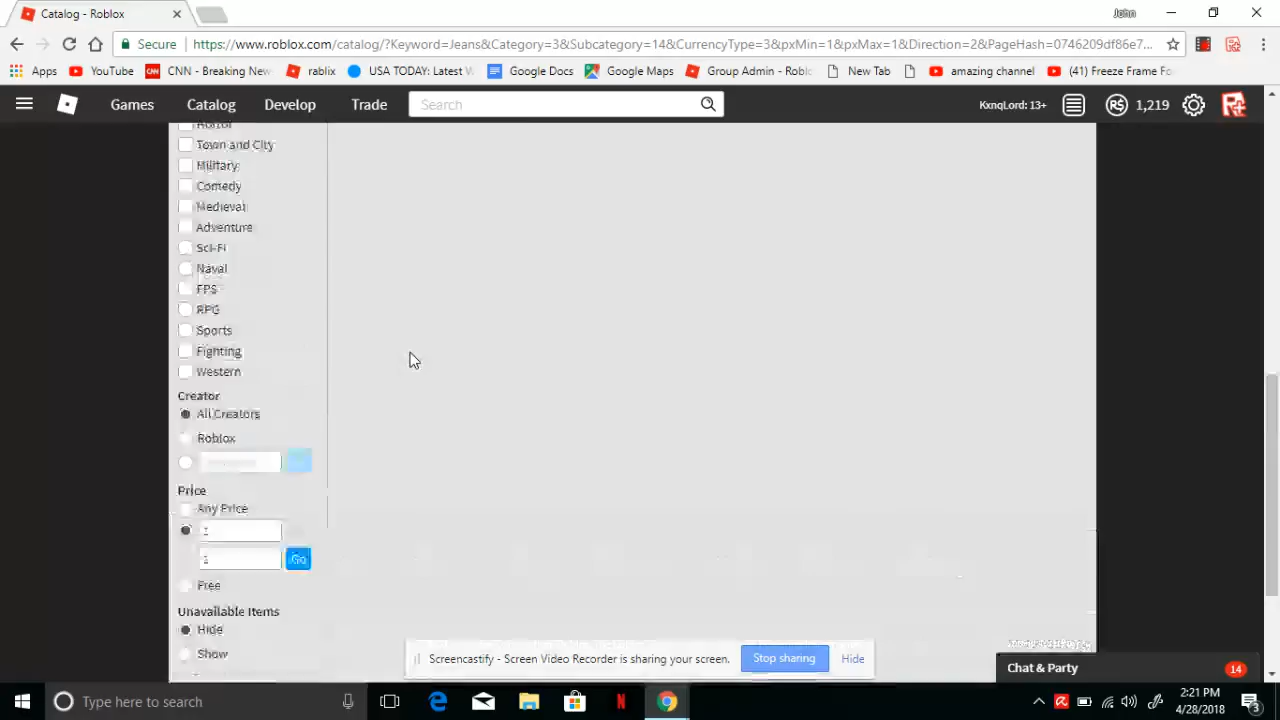 Catalog - Roblox
John
Secure
https://www.roblox.com/catalog/?Keyword=Jeans&Category=3&Subcategory=14&CurrencyType=3&pxMin=1&pxMax=1&Direction=2&PageHash=0746209df86e7...
Apps YouTube CNN - Breaking New rablix USA TODAY: Latest Google Docs Google Maps Group Admin - Robl New Tab amazing channel (41) Freeze Frame Fo
Games Catalog Develop Trade Search KxnqLord: 13+ R$ 1,219 R+
Horror
Town and City
Military
Comedy
Medieval
Adventure
Sci-Fi
Naval
FPS
RPG
Sports
Fighting
Western
Creator
All Creators
Roblox
Price
Any Price
Go
Free
Unavailable Items
Hide
Show
Screencastify - Screen Video Recorder is sharing your screen. Stop sharing Hide
Chat & Party 14
Type here to search
2:21 PM
4/28/2018
3